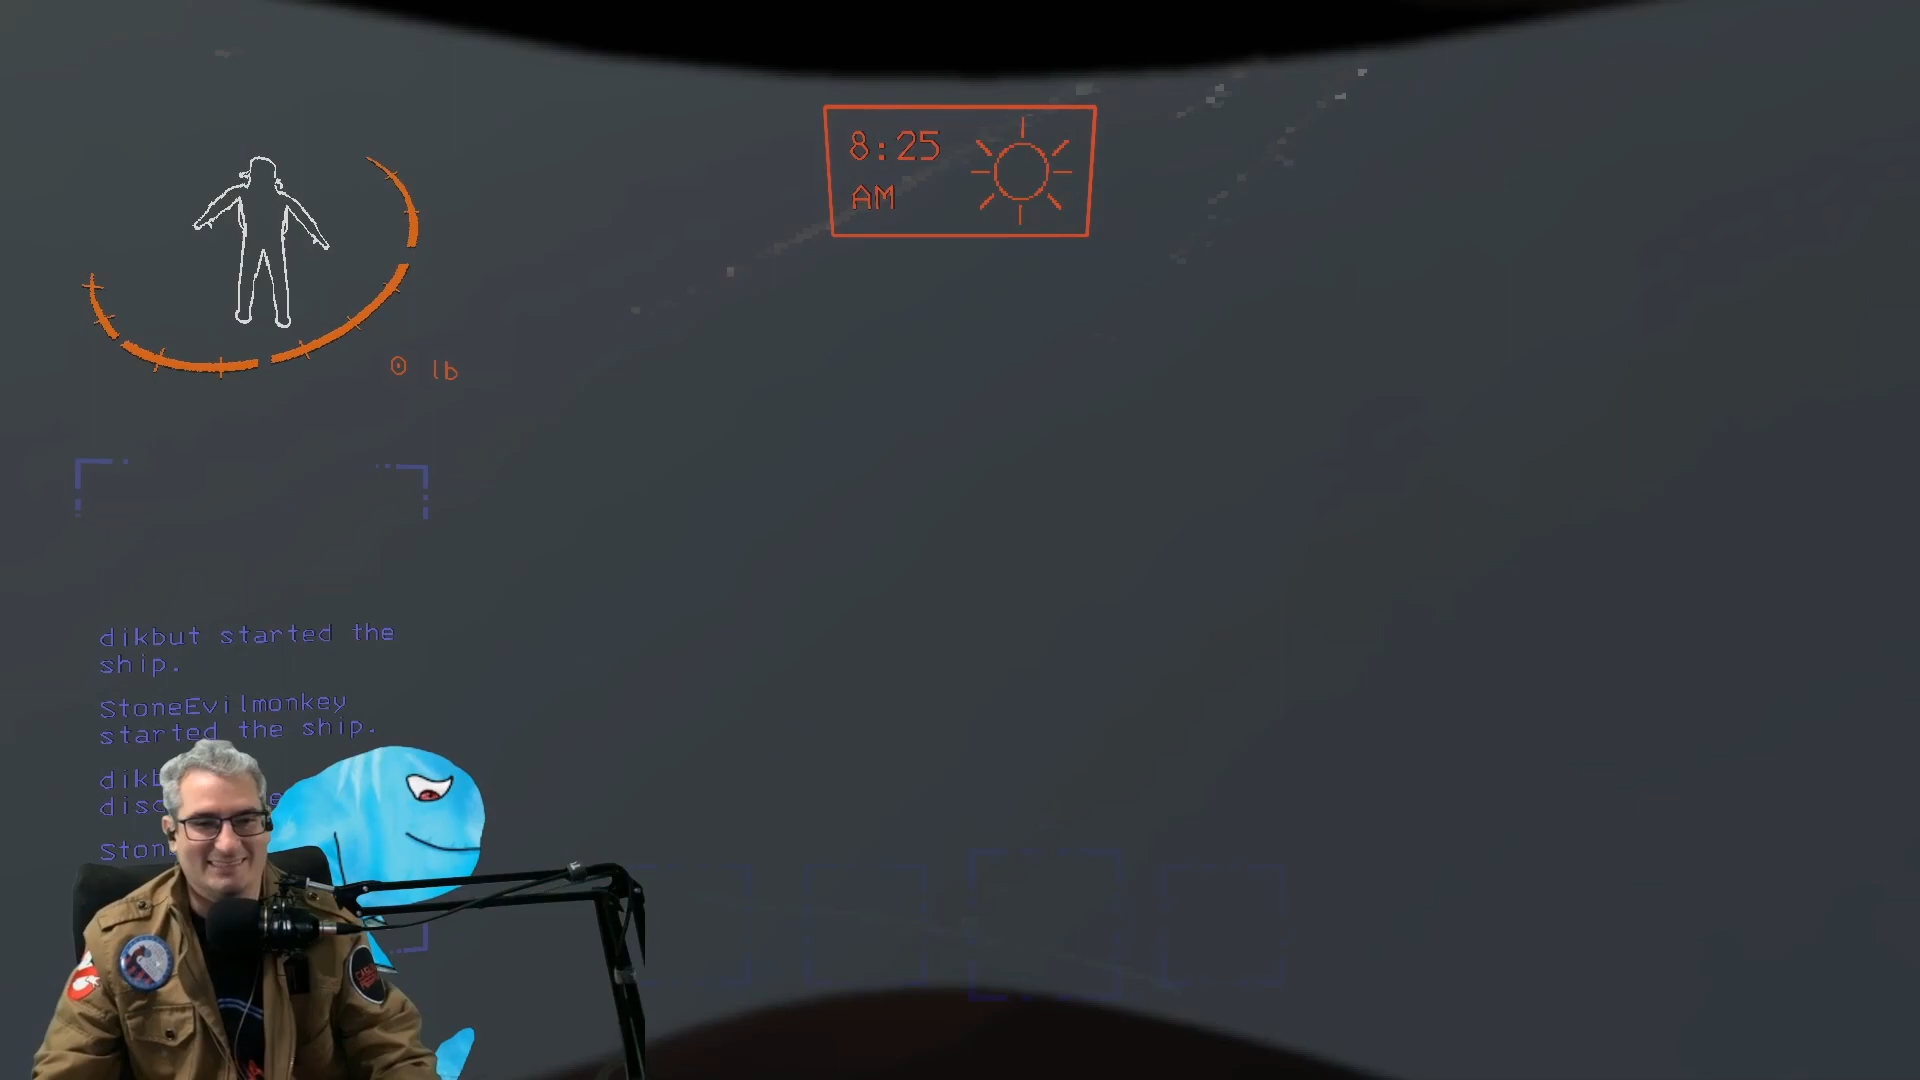 8:25
AM
0 lb
dikbut started the
ship.
StoneEvilmonkey
started the ship.